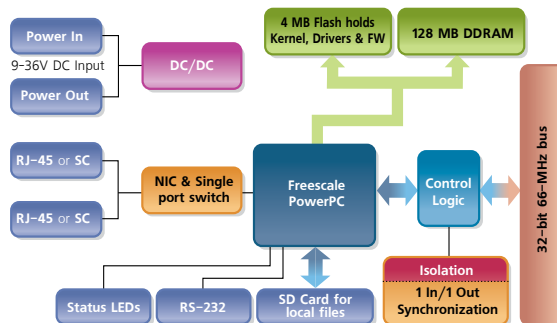 Power In
9-36V DC Input
Power Out
DC/DC
4 MB Flash holds
Kernel, Drivers & FW
128 MB DDRAM
RJ-45 or SC
RJ-45 or SC
NIC & Single
port switch
Freescale
PowerPC
Control
Logic
32-bit 66-MHz bus
Isolation
1 In/1 Out
Synchronization
Status LEDs
RS-232
SD Card for
local files